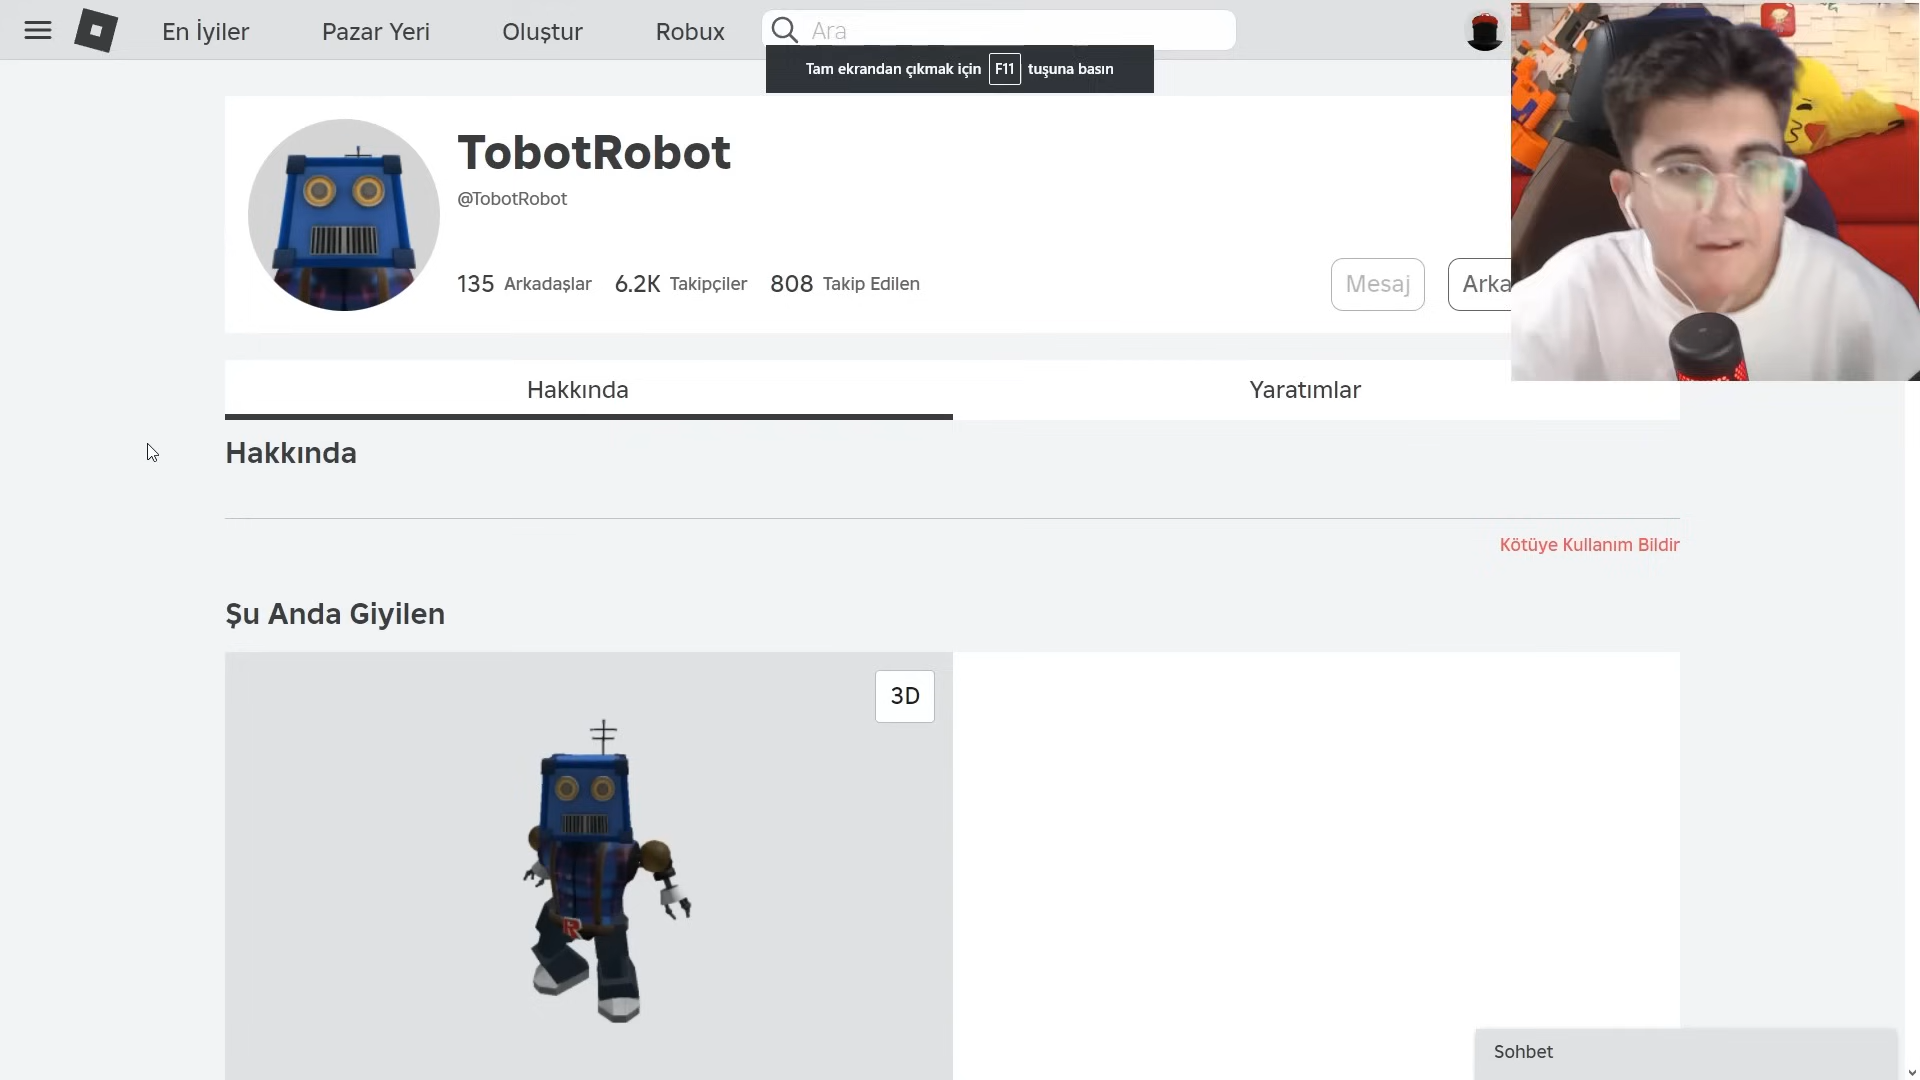 En İyiler
Pazar Yeri
Oluştur
Robux
Ara
Tam ekrandan çıkmak için F11 tuşuna basın
TobotRobot
@TobotRobot
135 Arkadaşlar 6.2K Takipçiler 808 Takip Edilen
Mesaj
Arka
Hakkında
Yaratımlar
Hakkında
Kötüye Kullanım Bildir
Şu Anda Giyilen
3D
R
Sohbet